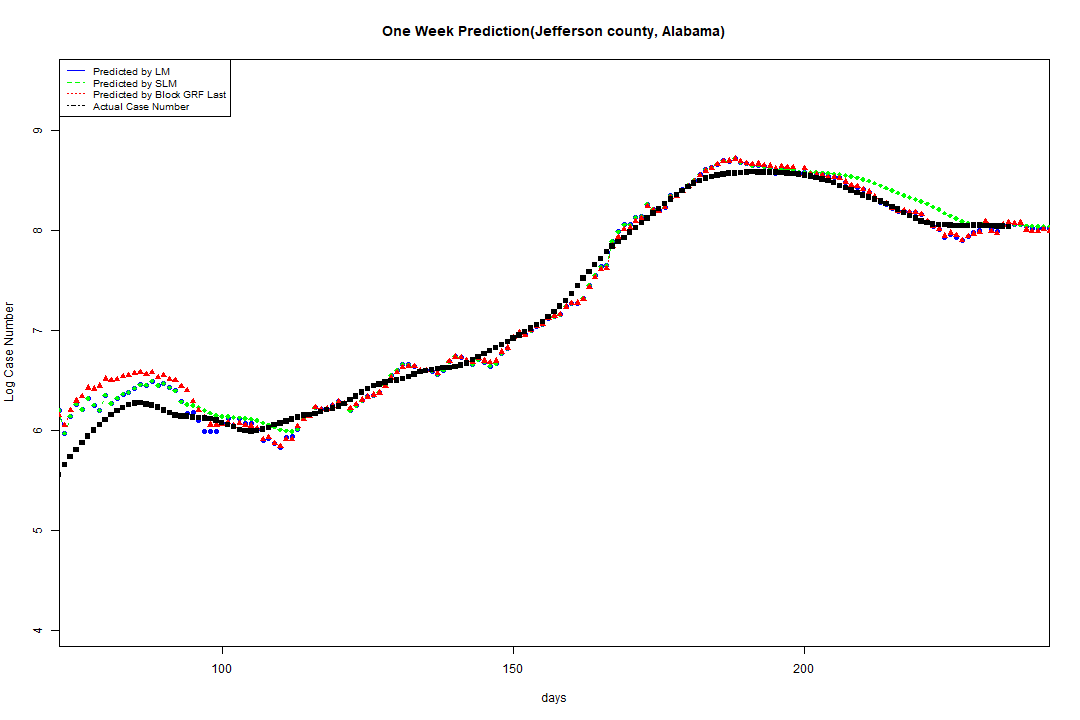 One Week Prediction(Jefferson county, Alabama)
Predicted by LM
Predicted by SLM
Predicted by Block GRF Last
Actual Case Number
9
8
7
6
5
4
Log Case Number
100 150 200
days